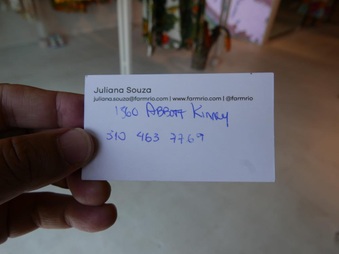 Juliana Souza
juliana.souza@farmrio.com | www.farmrio.com | @farmrio
1360 ABBOTT KINNEY
310 463 7769